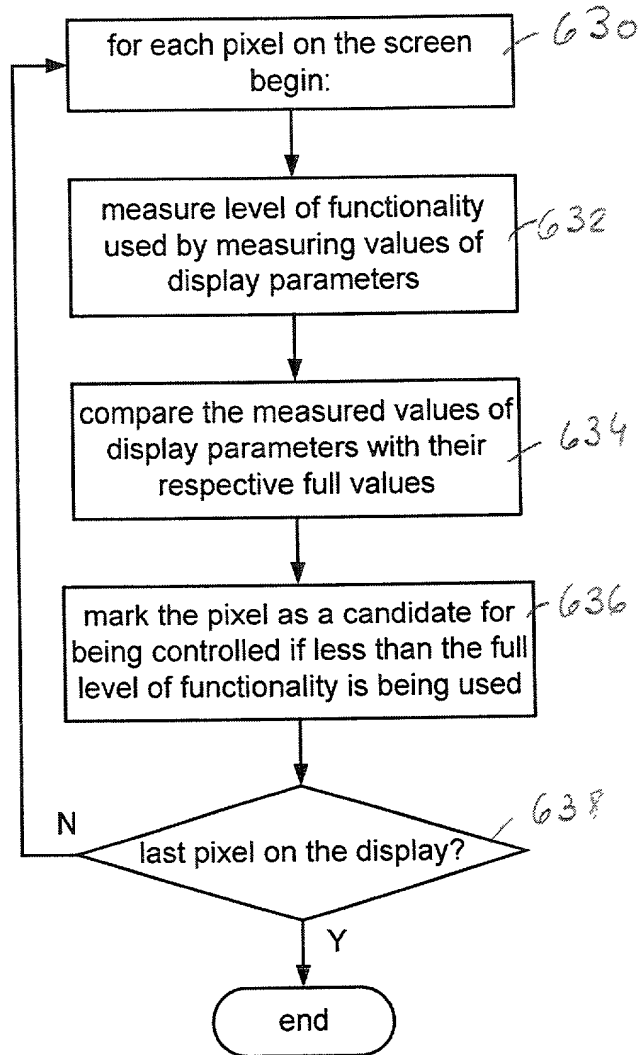 for each pixel on the screen
begin:
630
measure level of functionality
used by measuring values of
display parameters
632
compare the measured values of
display parameters with their
respective full values
634
mark the pixel as a candidate for
being controlled if less than the full
level of functionality is being used
636
last pixel on the display?
638
N
Y
end